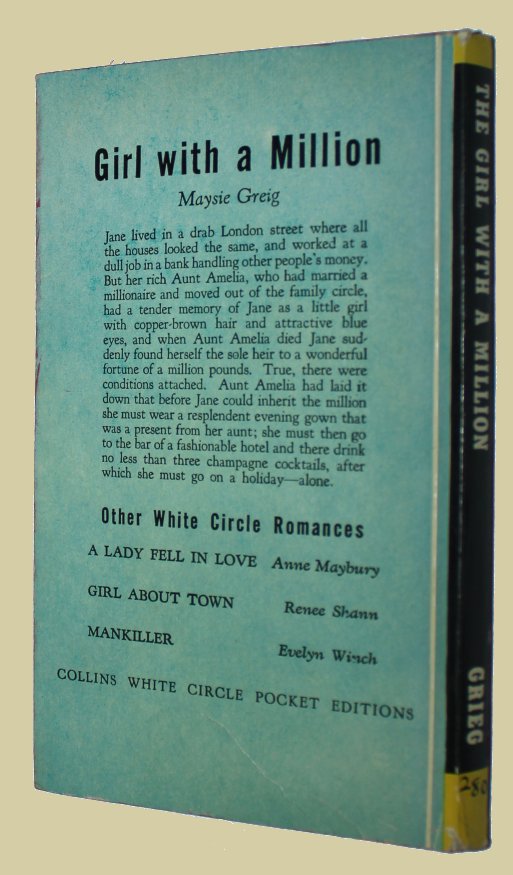 Girl with a Million
Maysie Greig
Jane lived in a drab London street where all
the houses looked the same, and worked at a
dull job in a bank handling other people's money.
But her rich Aunt Amelia, who had married a
millionaire and moved out of the family circle,
had a tender memory of Jane as a little girl
with copper-brown hair and attractive blue
eyes, and when Aunt Amelia died Jane sud-
denly found herself the sole heir to a wonderful
fortune of a million pounds. True, there were
conditions attached. Aunt Amelia had laid it
down that before Jane could inherit the million
she must wear a resplendent evening gown that
was a present from her aunt; she must then go
to the bar of a fashionable hotel and there drink
no less than three champagne cocktails, after
which she must go on a holiday—alone.
Other White Circle Romances
A LADY FELL IN LOVE Anne Maybury
GIRL ABOUT TOWN Renee Shann
MANKILLER Evelyn Winch
COLLINS WHITE CIRCLE POCKET EDITIONS
THE GIRL WITH A MILLION
GRIEG
280